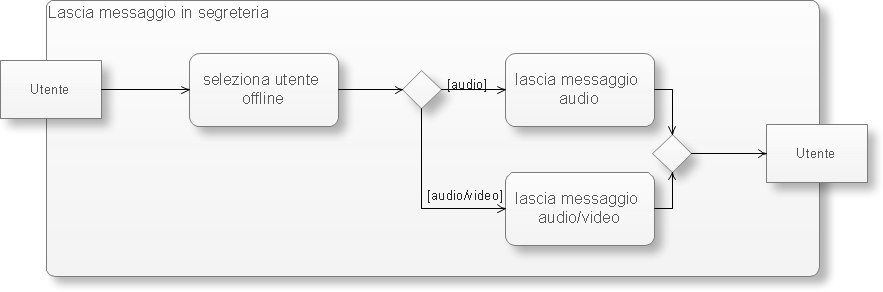 Lascia messaggio in segreteria
Utente
seleziona utente
offline
[audio]
lascia messaggio
audio
[audio/video]
lascia messaggio
audio/video
Utente